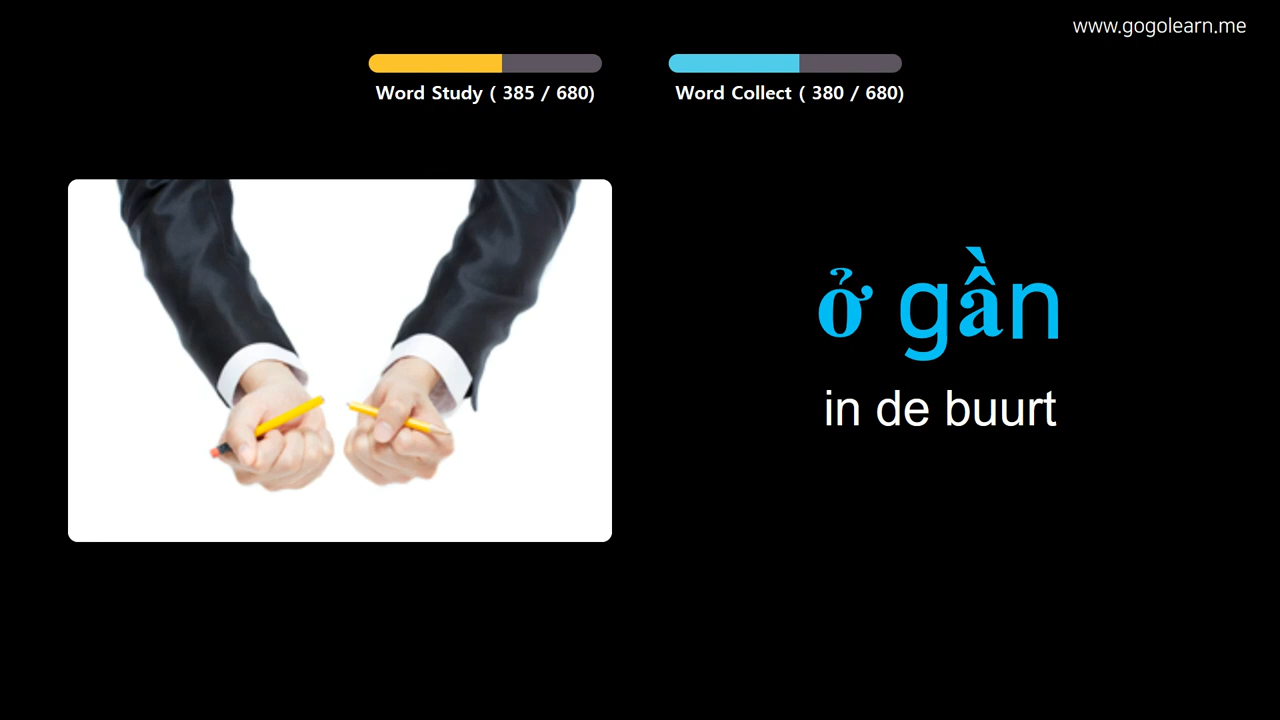 www.gogolearn.me
Word Study ( 385 / 680)
Word Collect ( 380 / 680)
ở gần
in de buurt